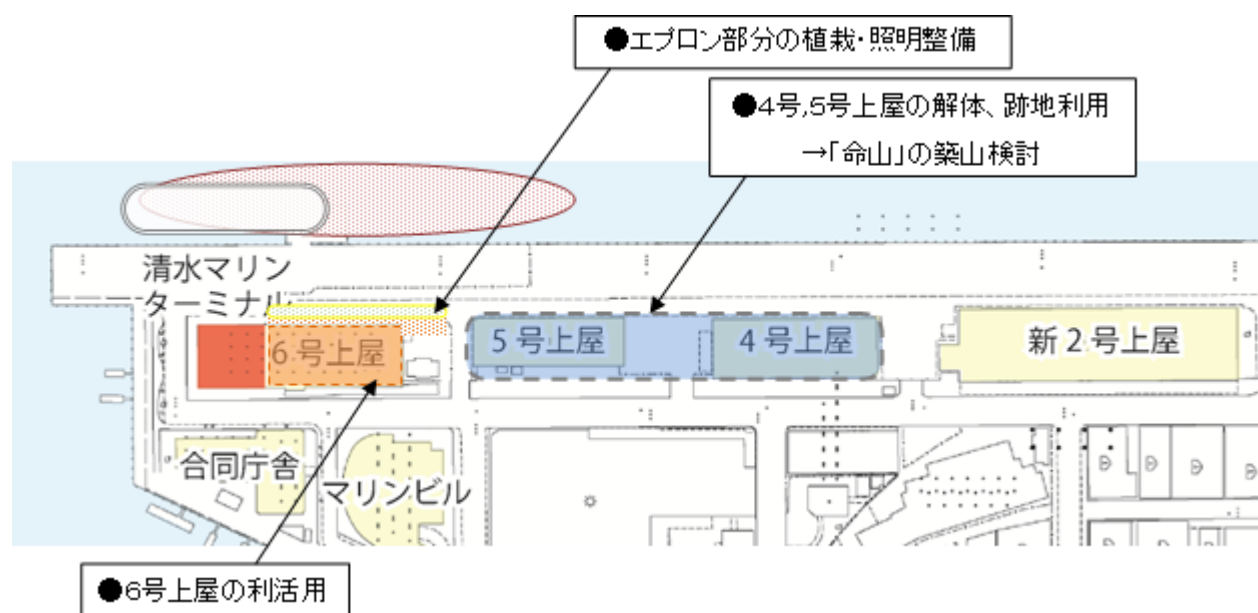 ●エプロン部分の植栽・照明整備
●4号,5号上屋の解体、跡地利用
→「命山」の築山検討
清水マリン
ターミナル
6号上屋
5号上屋
4号上屋
新2号上屋
合同庁舎
マリンビル
●6号上屋の利活用